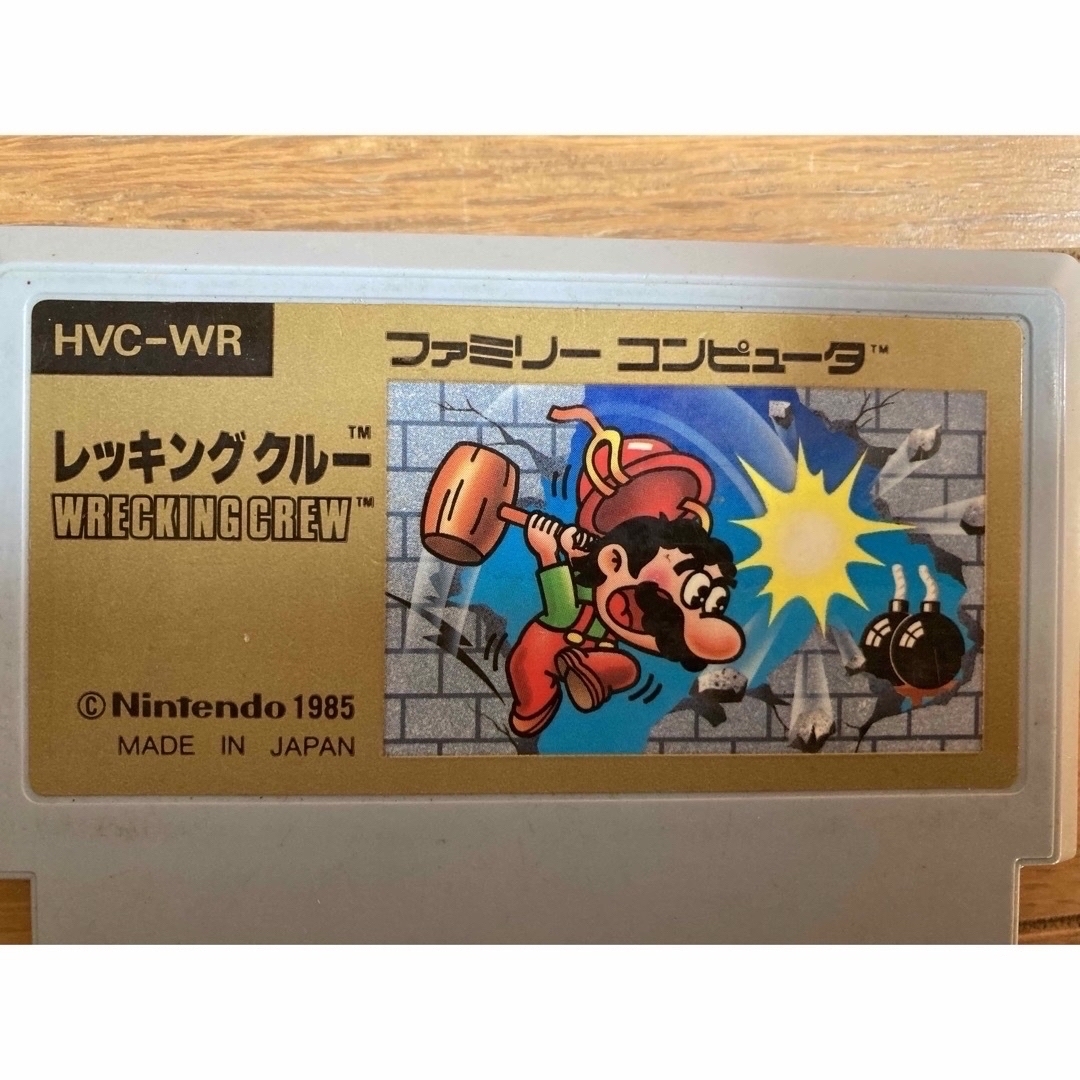 HVC-WR
ファミリー コンピュータ™
レッキング クルー™
WRECKING CREW™
©Nintendo 1985
MADE IN JAPAN